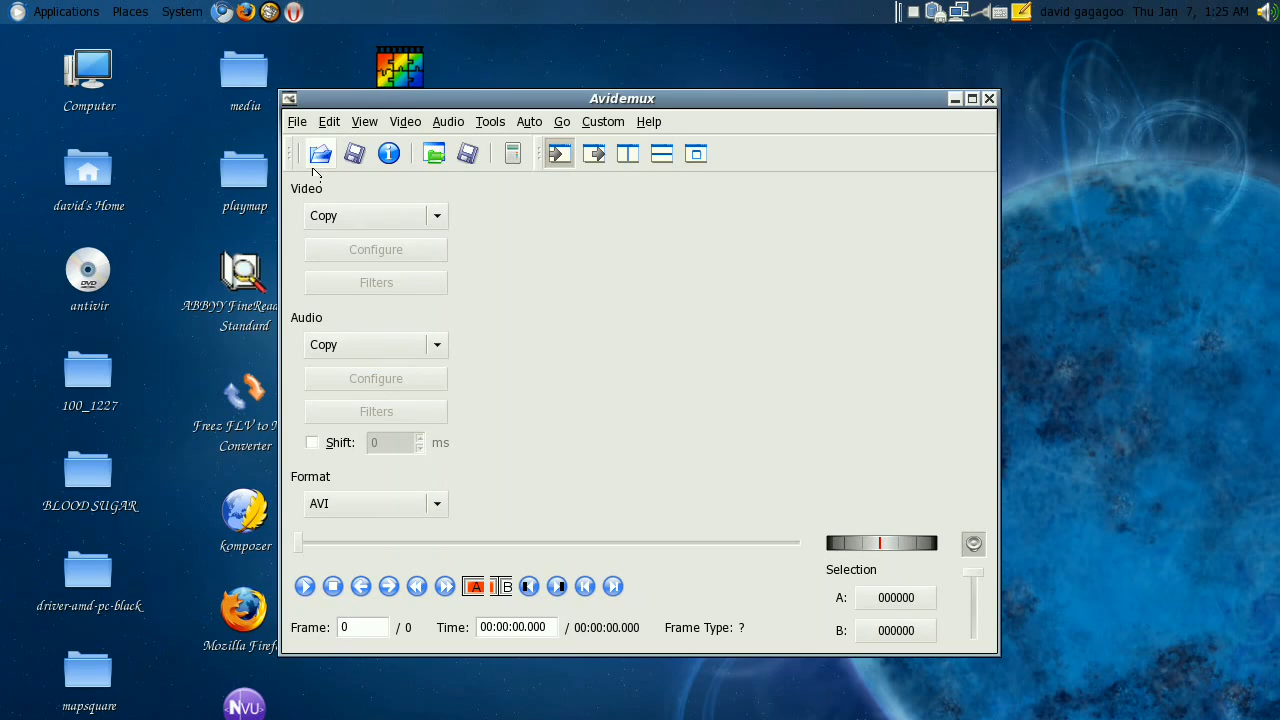 Applications Places System
david gagagoo Thu Jan 7, 1:25 AM
Computer
media
david's Home
playmap
antivir
ABBYY FineRead
Standard
100_1227
Freez FLV to M
Converter
BLOOD SUGAR
kompozer
driver-amd-pc-black
Mozilla Firef
mapsquare
NVU
Avidemux
File Edit View Video Audio Tools Auto Go Custom Help
Video
Copy
Configure
Filters
Audio
Copy
Configure
Filters
Shift: 0 ms
Format
AVI
A B
Selection
A: 000000
B: 000000
Frame: 0 / 0 Time: 00:00:00.000 / 00:00:00.000 Frame Type: ?